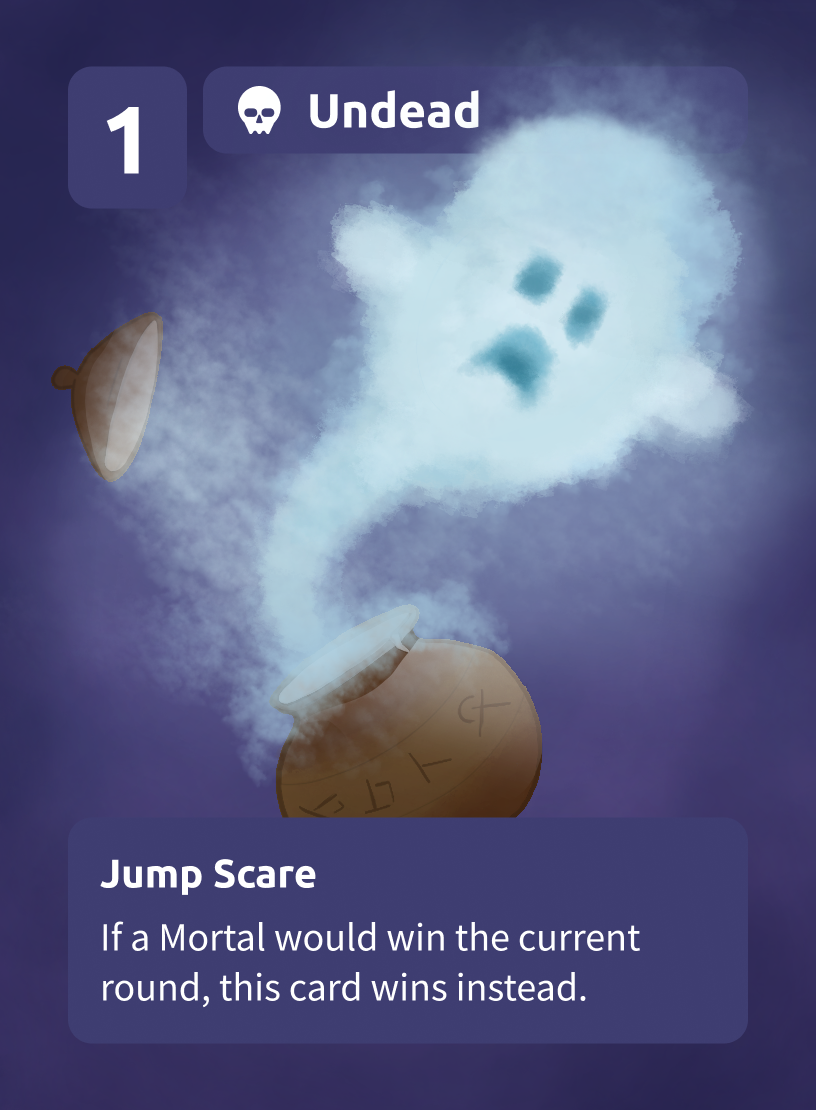 1
Undead
Jump Scare
If a Mortal would win the current
round, this card wins instead.